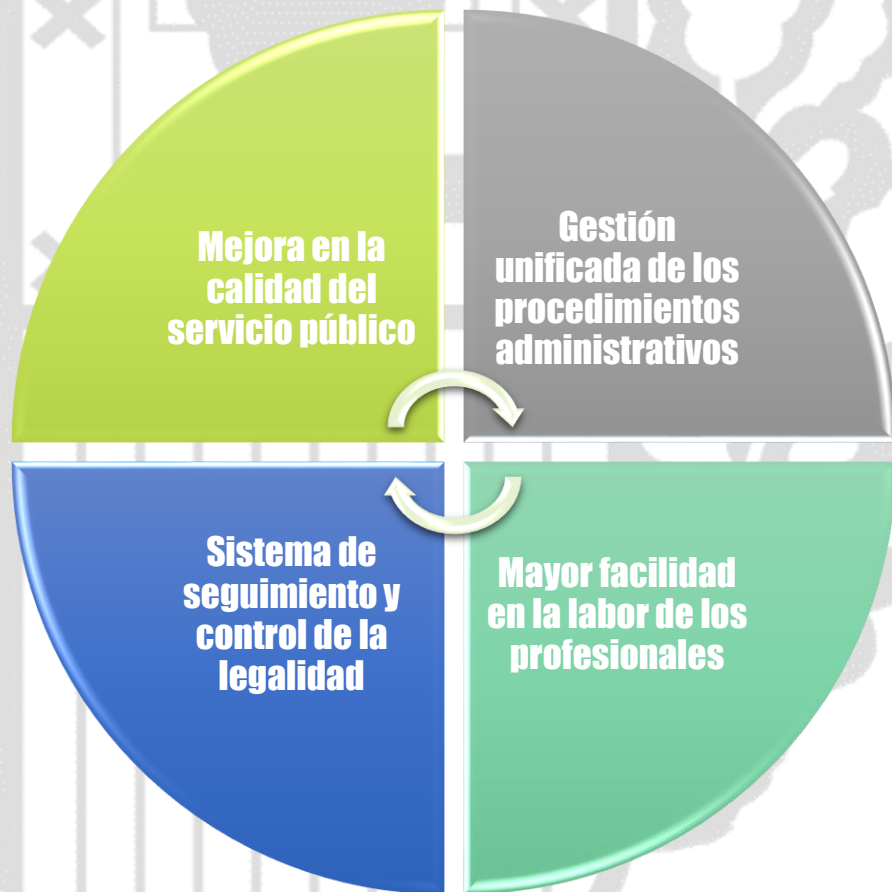 Mejora en la
calidad del
servicio público
Gestión
unificada de los
procedimientos
administrativos
Sistema de
seguimiento y
control de la
legalidad
Mayor facilidad
en la labor de los
profesionales